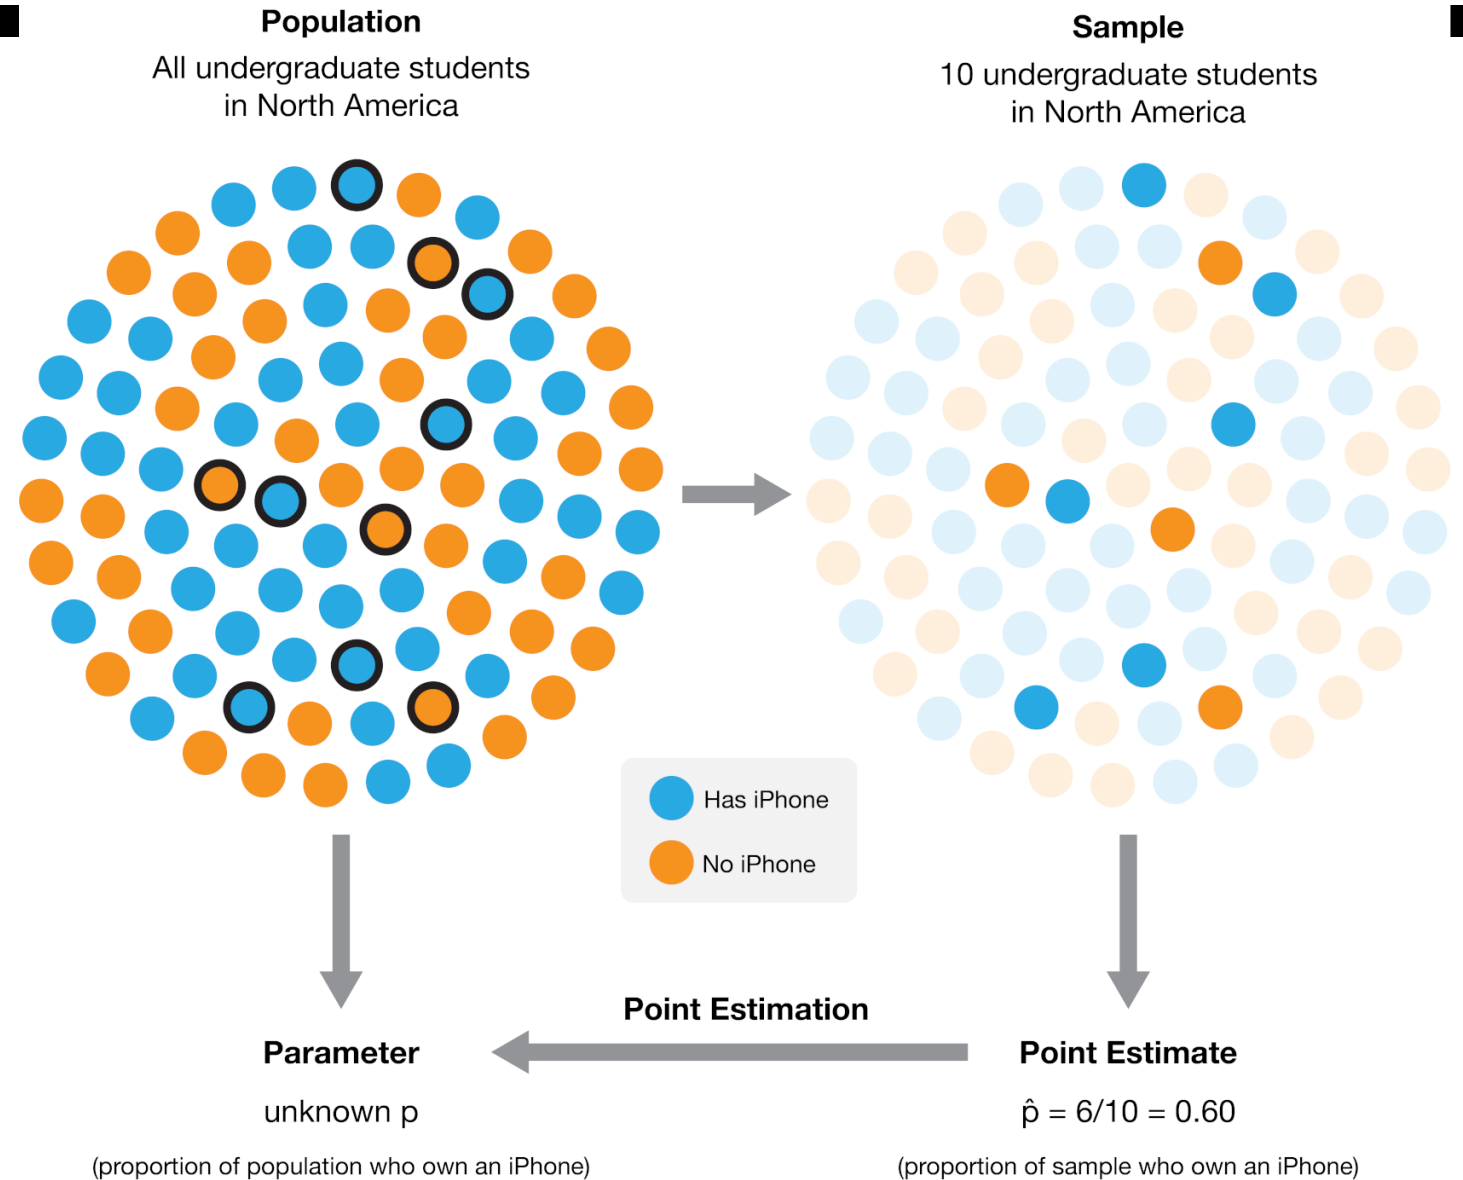 Population
All undergraduate students
in North America
Sample
10 undergraduate students
in North America
Has iPhone
No iPhone
Point Estimation
Parameter
unknown p
(proportion of population who own an iPhone)
Point Estimate
p̂ = 6/10 = 0.60
(proportion of sample who own an iPhone)